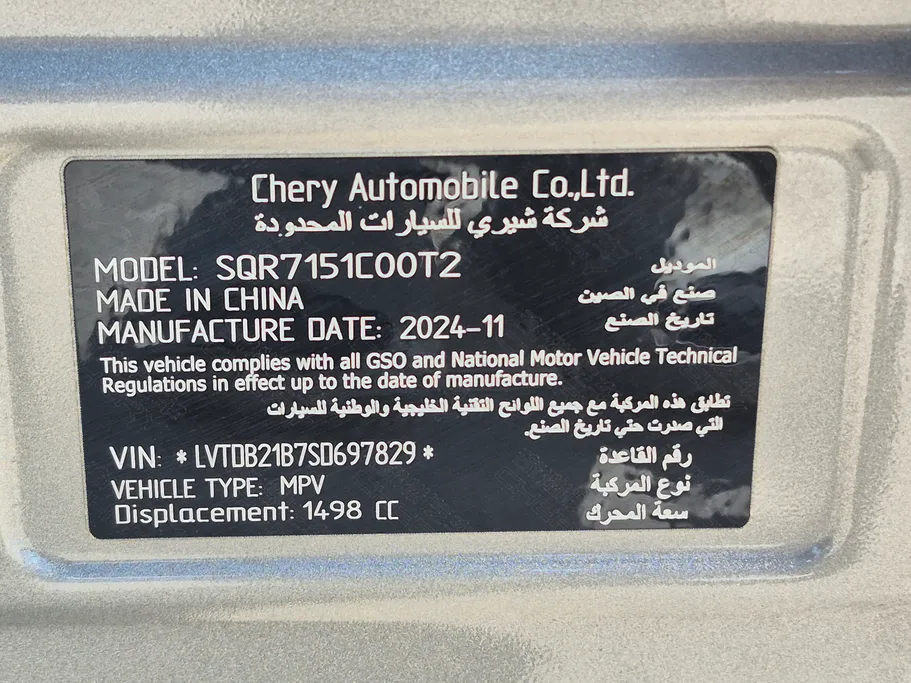 Chery Automobile Co.,Ltd.
شركة شيري للسيارات المحدودة
MODEL: SQR7151C00T2 الموديل
MADE IN CHINA صنع في الصين
MANUFACTURE DATE: 2024-11 تاريخ الصنع
This vehicle complies with all GSO and National Motor Vehicle Technical
Regulations in effect up to the date of manufacture.
تطابق هذه المركبة مع جميع اللوائح التقنية الخليجية والوطنية للسيارات
التي صدرت حتي تاريخ الصنع.
VIN: *LVTDB21B7SD697829* رقم القاعدة
VEHICLE TYPE: MPV نوع المركبة
Displacement: 1498 CC سعة المحرك